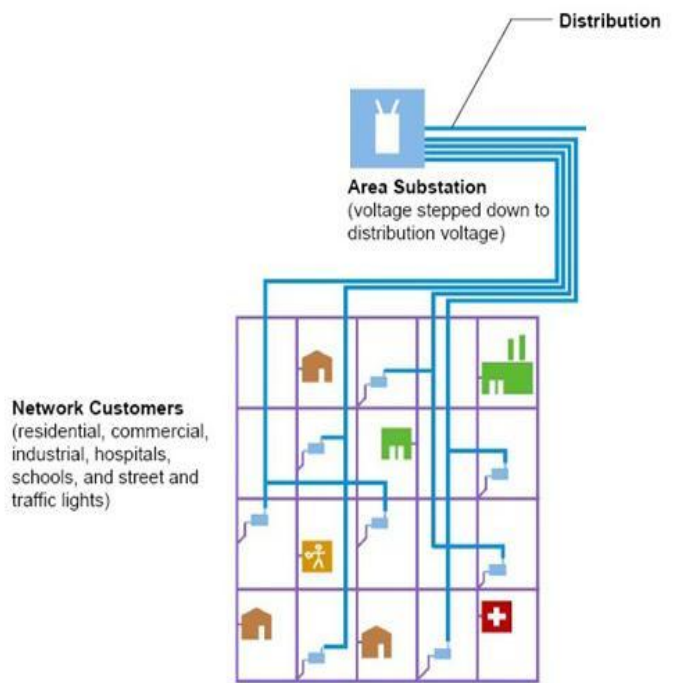 Distribution
Area Substation
(voltage stepped down to
distribution voltage)
Network Customers
(residential, commercial,
industrial, hospitals,
schools, and street and
traffic lights)